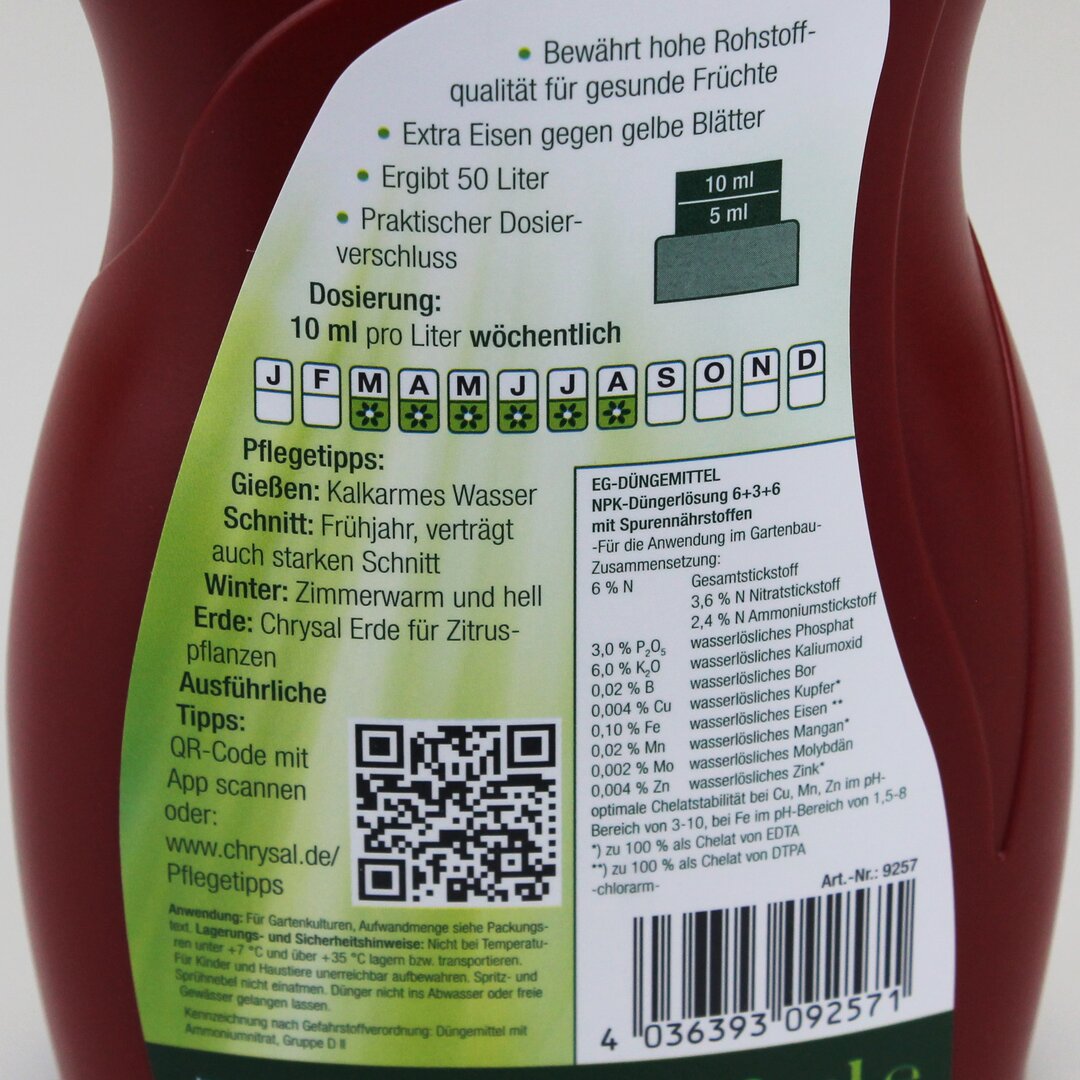 • Bewährt hohe Rohstoff-
qualität für gesunde Früchte
• Extra Eisen gegen gelbe Blätter
• Ergibt 50 Liter
• Praktischer Dosier-
verschluss
10 ml
5 ml
Dosierung:
10 ml pro Liter wöchentlich
J F M A M J J A S O N D
Pflegetipps:
Gießen: Kalkarmes Wasser
Schnitt: Frühjahr, verträgt
auch starken Schnitt
Winter: Zimmerwarm und hell
Erde: Chrysal Erde für Zitrus-
pflanzen
Ausführliche
Tipps:
QR-Code mit
App scannen
oder:
www.chrysal.de/
Pflegetipps
EG-DÜNGEMITTEL
NPK-Düngerlösung 6+3+6
mit Spurennährstoffen
-Für die Anwendung im Gartenbau-
Zusammensetzung:
6 % N Gesamtstickstoff
3,6 % N Nitratstickstoff
2,4 % N Ammoniumstickstoff
3,0 % P₂O₅ wasserlösliches Phosphat
6,0 % K₂O wasserlösliches Kaliumoxid
0,02 % B wasserlösliches Bor
0,004 % Cu wasserlösliches Kupfer*
0,10 % Fe wasserlösliches Eisen **
0,02 % Mn wasserlösliches Mangan*
0,002 % Mo wasserlösliches Molybdän
0,004 % Zn wasserlösliches Zink*
optimale Chelatstabilität bei Cu, Mn, Zn im pH-
Bereich von 3-10, bei Fe im pH-Bereich von 1,5-8
*) zu 100 % als Chelat von EDTA
**) zu 100 % als Chelat von DTPA
-chlorarm-
Art.-Nr.: 9257
4 036393 092571
Anwendung: Für Gartenkulturen, Aufwandmenge siehe Packungs-
text. Lagerungs- und Sicherheitshinweise: Nicht bei Temperatu-
ren unter +7 °C und über +35 °C lagern bzw. transportieren.
Für Kinder und Haustiere unerreichbar aufbewahren. Spritz- und
Sprühnebel nicht einatmen. Dünger nicht ins Abwasser oder freie
Gewässer gelangen lassen.
Kennzeichnung nach Gefahrstoffverordnung: Düngemittel mit
Ammoniumnitrat, Gruppe D II